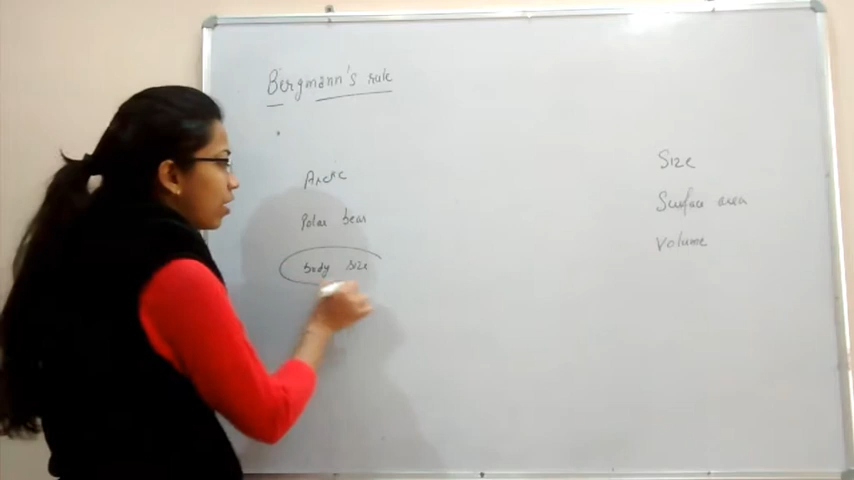 Bergmann's rule
Arctic
Polar bear
body size
Size
Surface area
Volume